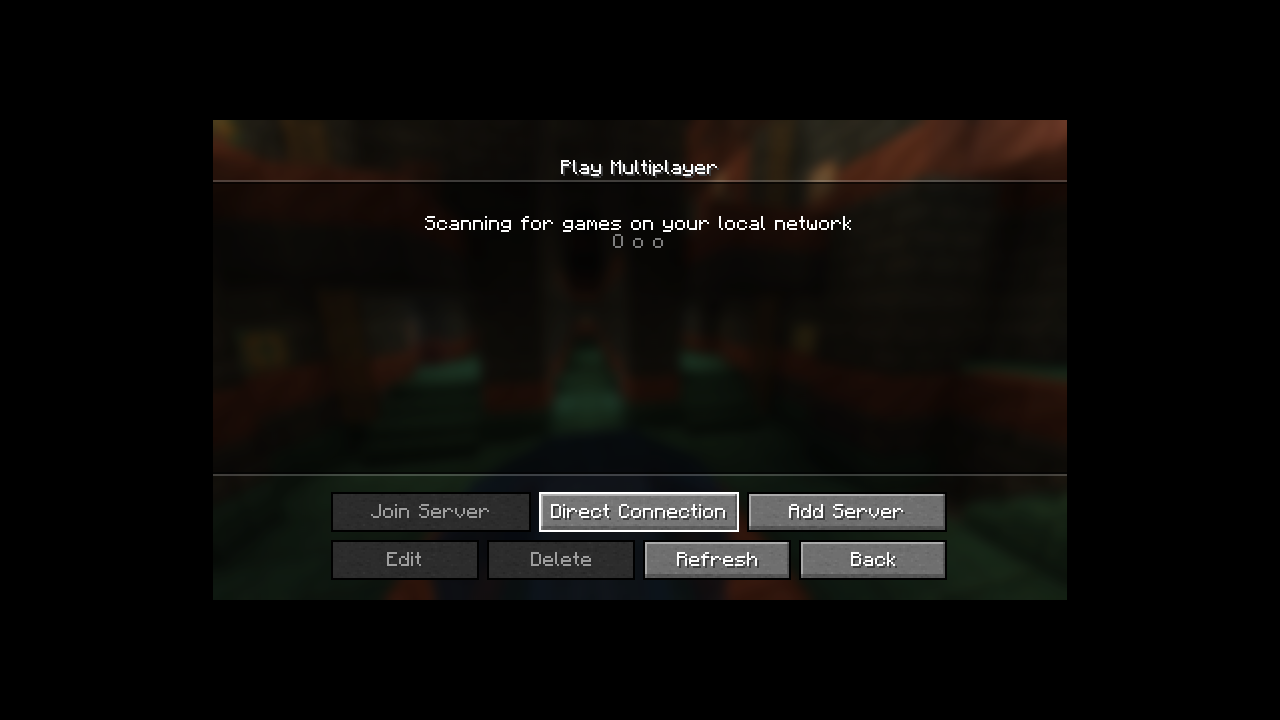 Play Multiplayer
Scanning for games on your local network
O o o
Join Server
Direct Connection
Add Server
Edit
Delete
Refresh
Back